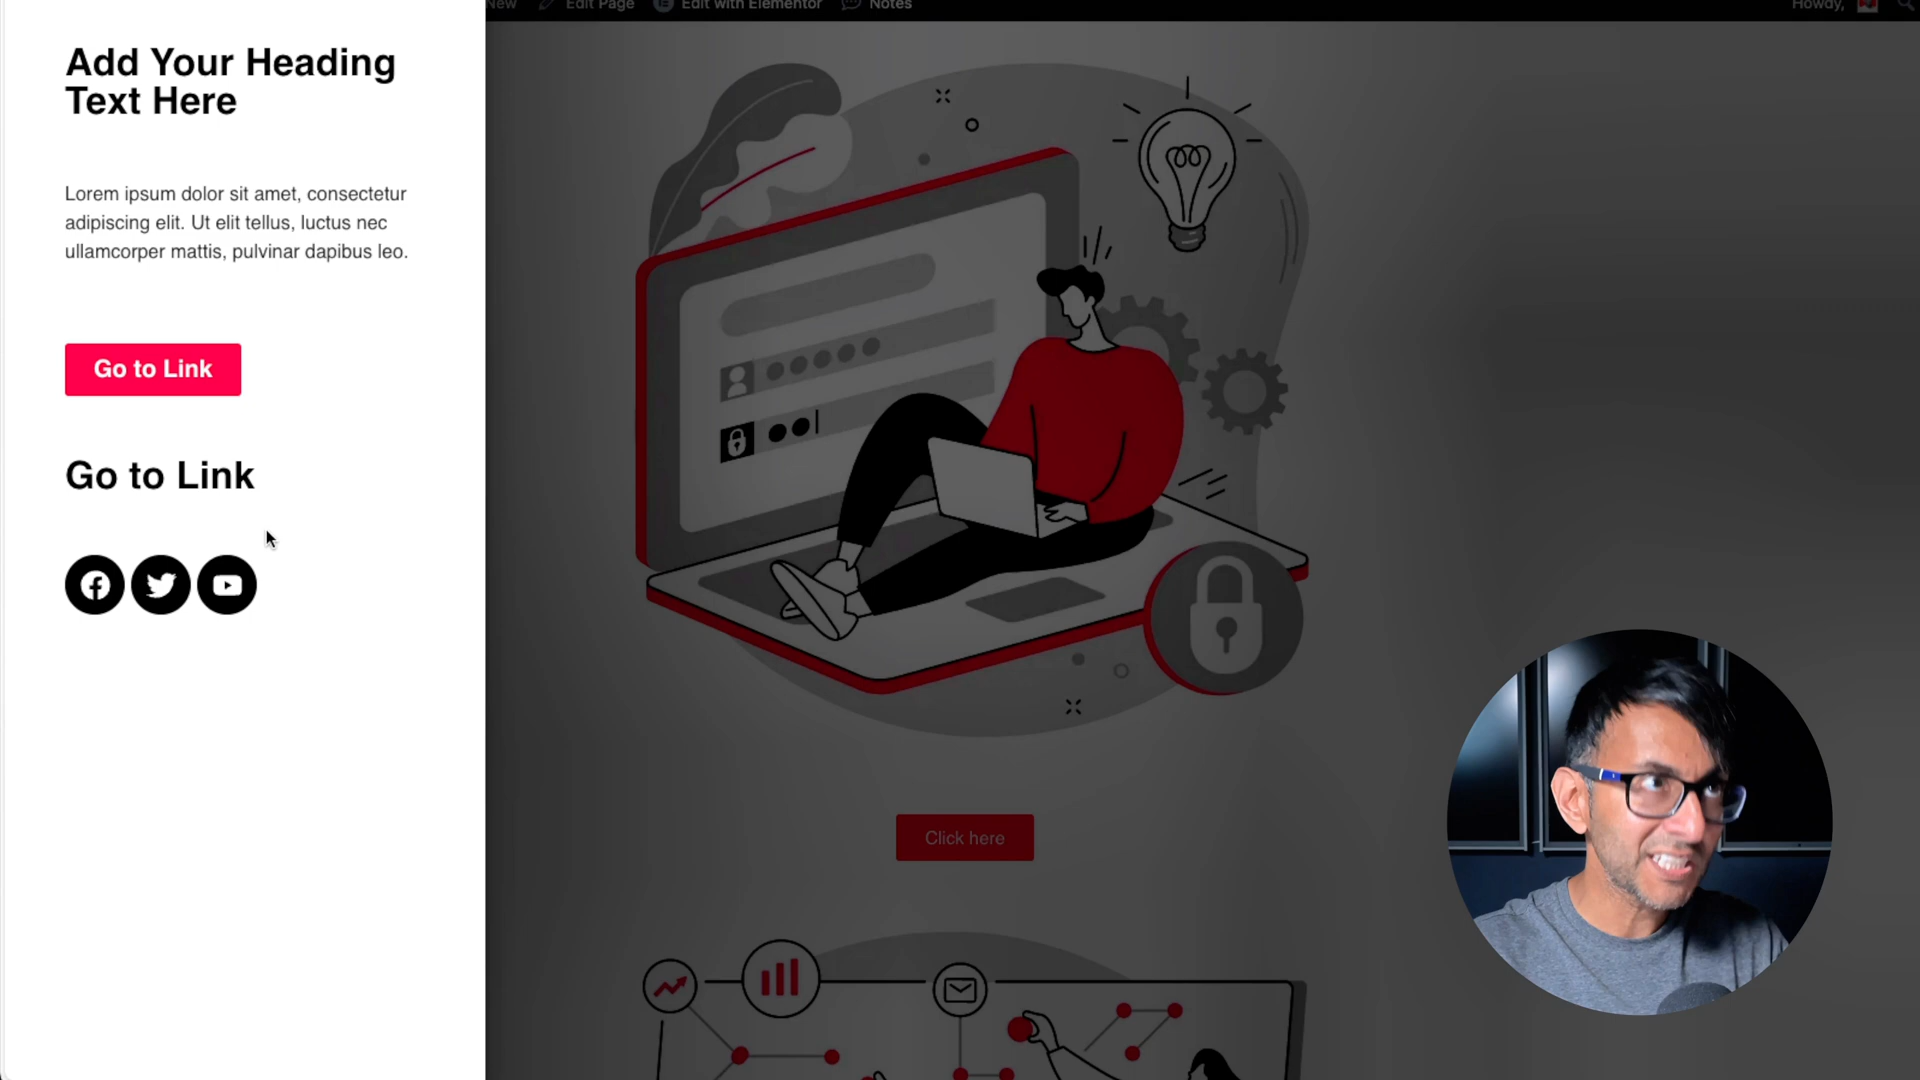 New Edit Page Edit with Elementor Notes Howdy,
Add Your Heading
Text Here
Lorem ipsum dolor sit amet, consectetur
adipiscing elit. Ut elit tellus, luctus nec
ullamcorper mattis, pulvinar dapibus leo.
Go to Link
Go to Link
Click here